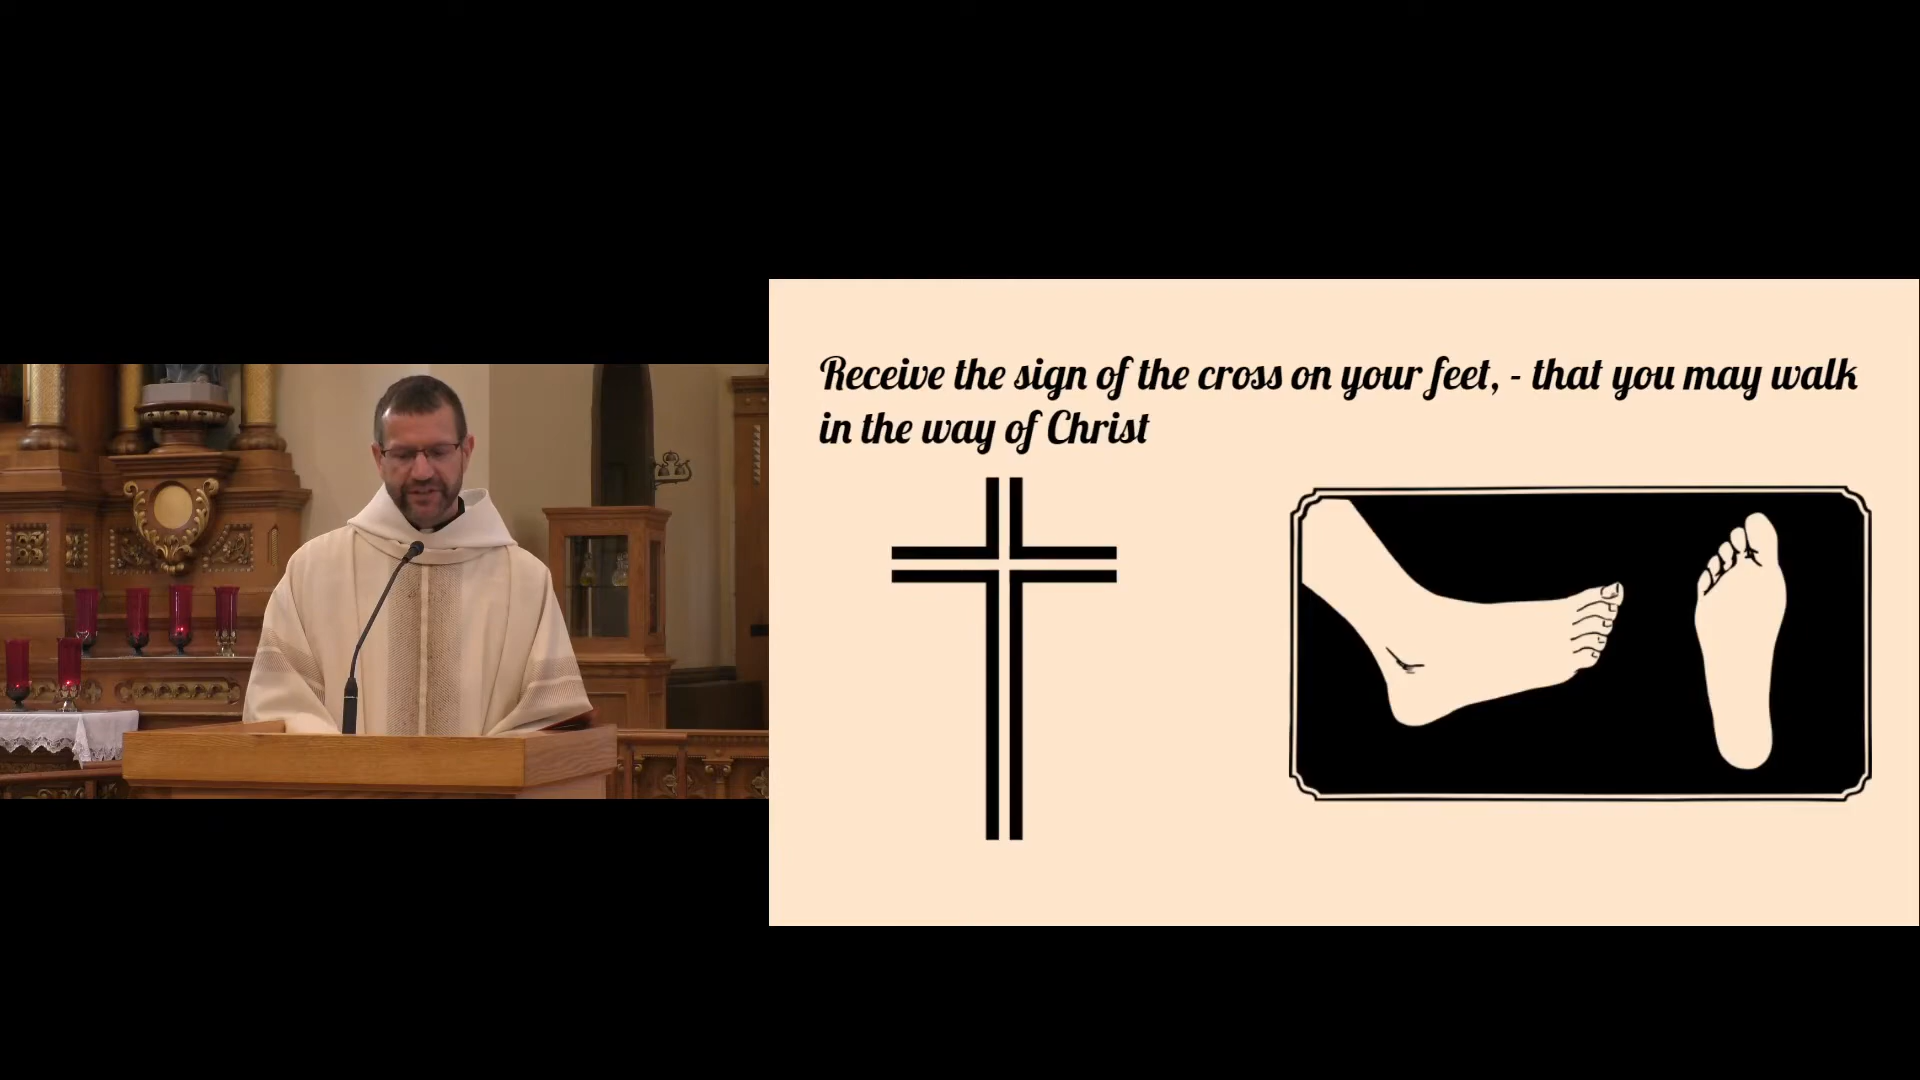 Receive the sign of the cross on your feet, - that you may walk
in the way of Christ